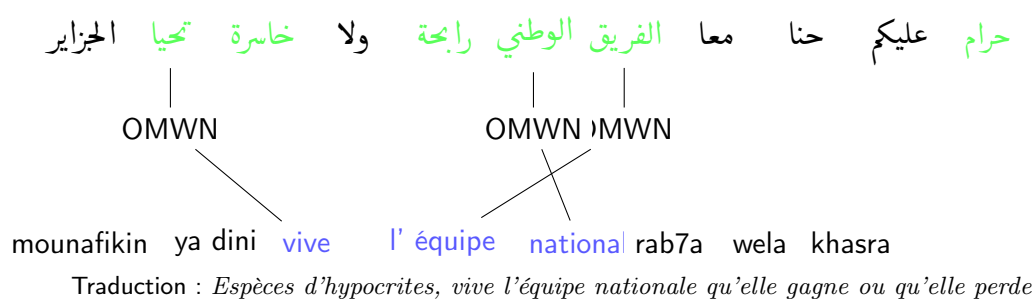 حرام عليكم حنا معا الفريق الوطني رابحة ولا خاسرة تحيا الجزاير
OMWN OMWN OMWN
mounafikin ya dini vive l' équipe national rab7a wela khasra
Traduction : Espèces d'hypocrites, vive l'équipe nationale qu'elle gagne ou qu'elle perde